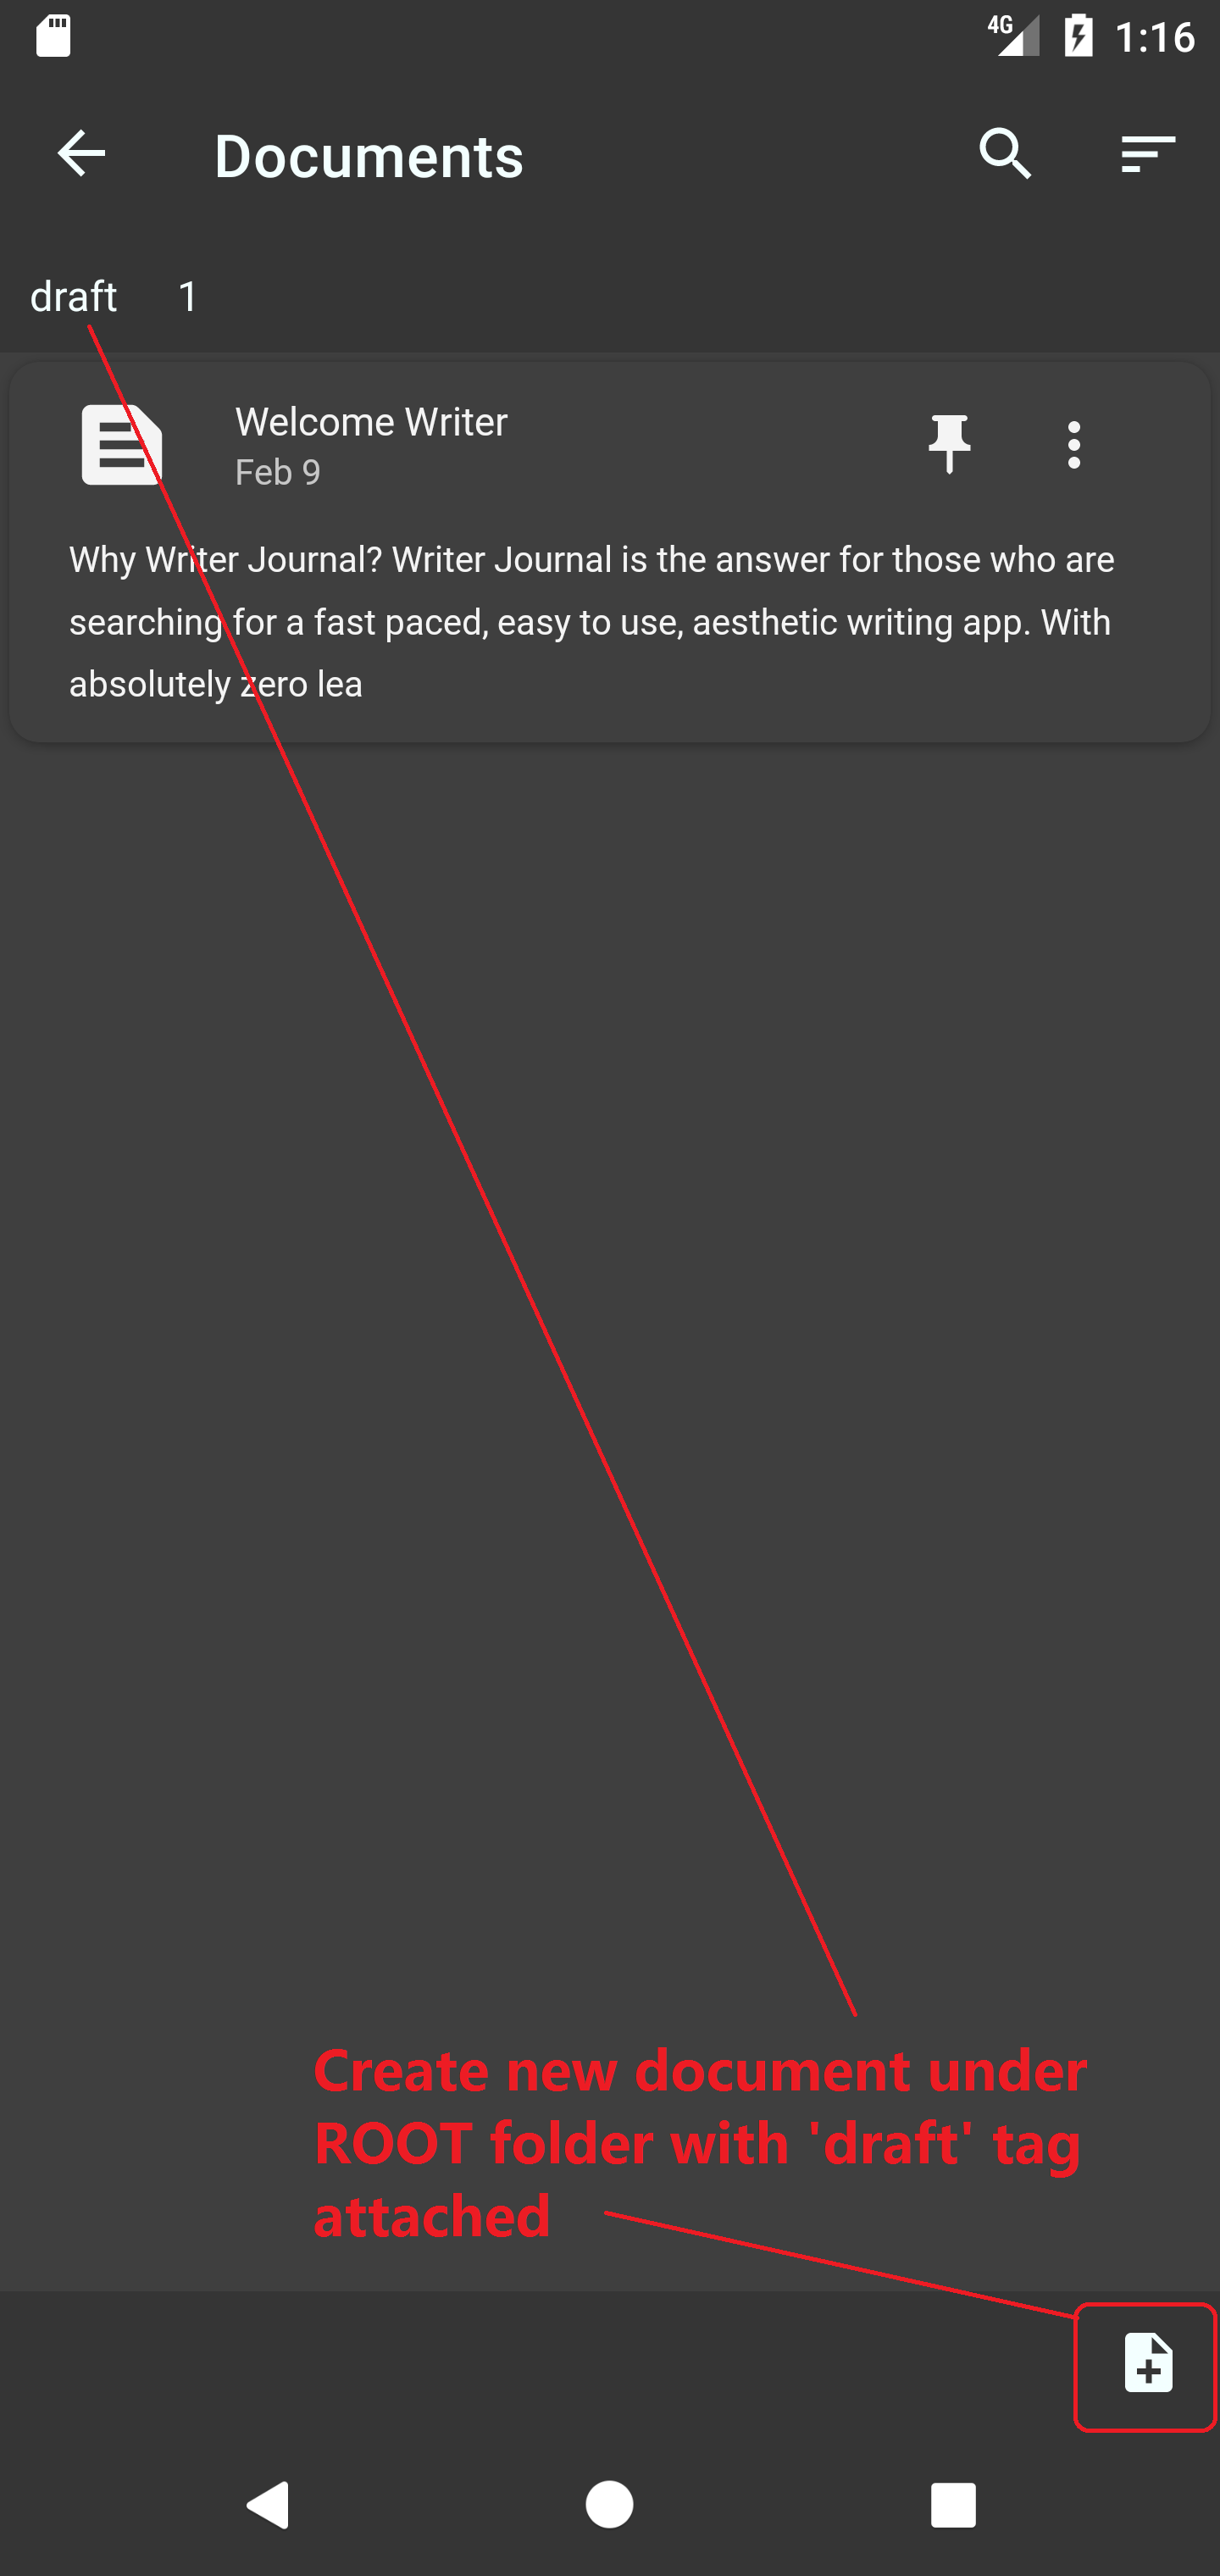 4G 1:16
Documents
draft 1
Welcome Writer
Feb 9
Why Writer Journal? Writer Journal is the answer for those who are
searching for a fast paced, easy to use, aesthetic writing app. With
absolutely zero lea
Create new document under
ROOT folder with 'draft' tag
attached